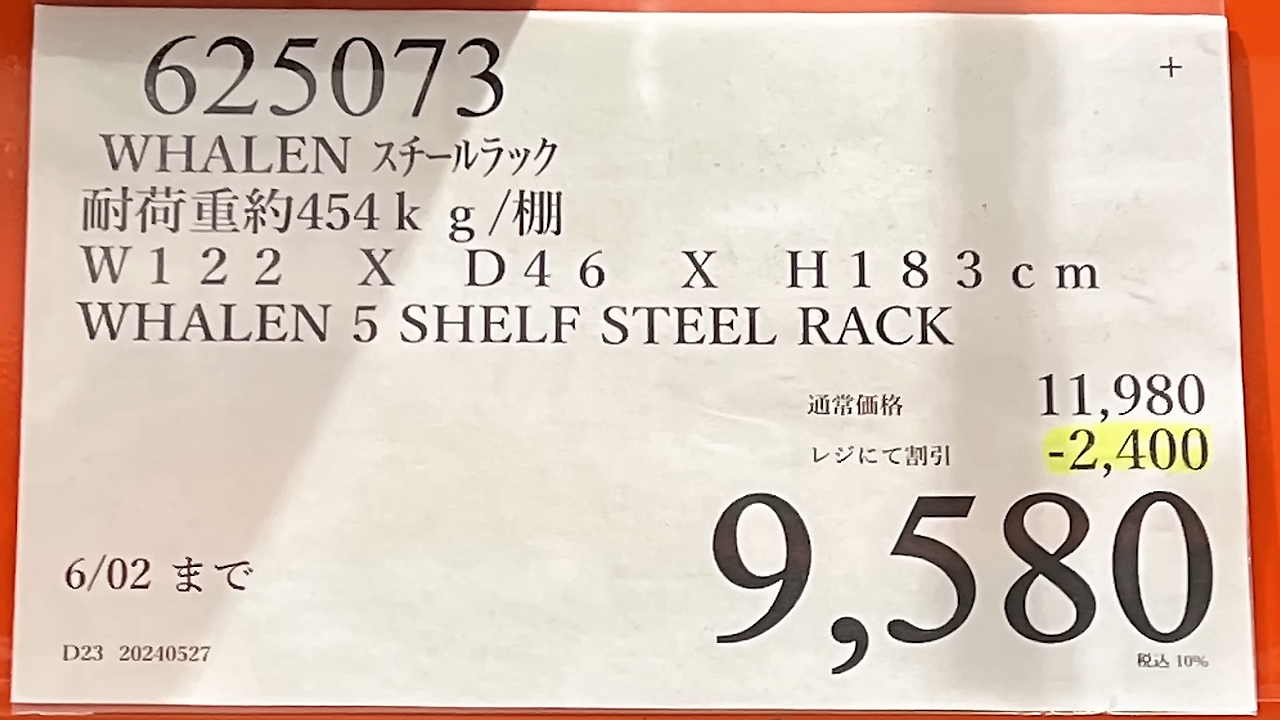 625073
+
WHALEN スチールラック
耐荷重約454ｋｇ/棚
Ｗ１２２　Ｘ　Ｄ４６　Ｘ　Ｈ１８３ｃｍ
WHALEN 5 SHELF STEEL RACK
通常価格 11,980
レジにて割引 -2,400
9,580
6/02 まで
税込 10%
D23 20240527